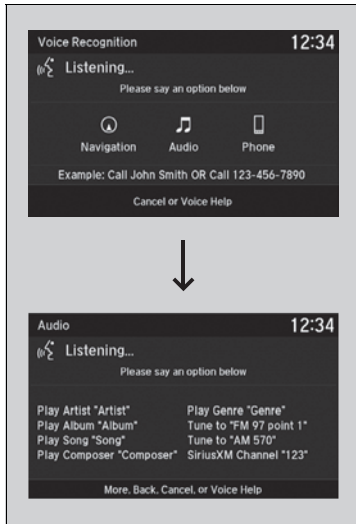 Voice Recognition 12:34
Listening...
Please say an option below
Navigation Audio Phone
Example: Call John Smith OR Call 123-456-7890
Cancel or Voice Help
Audio 12:34
Listening...
Please say an option below
Play Artist "Artist" Play Genre "Genre"
Play Album "Album" Tune to "FM 97 point 1"
Play Song "Song" Tune to "AM 570"
Play Composer "Composer" SiriusXM Channel "123"
More, Back, Cancel, or Voice Help